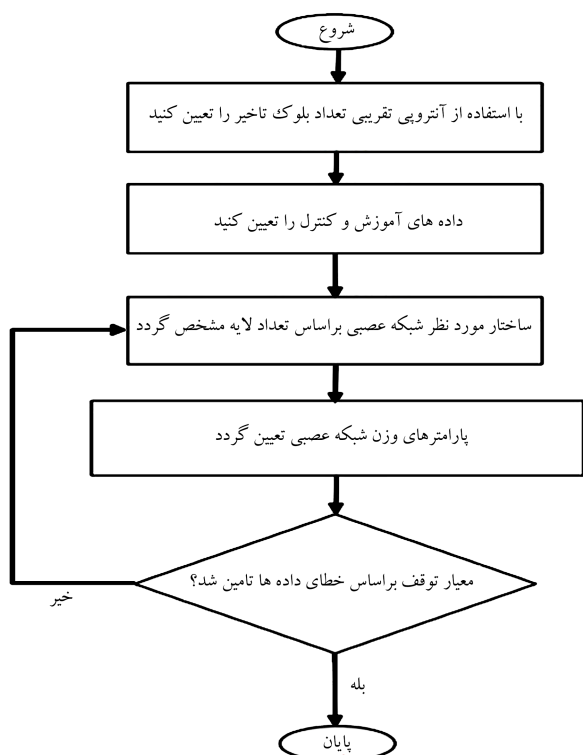 شروع
با استفاده از آنتروپی تقریبی تعداد بلوک تاخیر را تعیین کنید
داده های آموزش و کنترل را تعیین کنید
ساختار مورد نظر شبکه عصبی براساس تعداد لایه مشخص گردد
پارامترهای وزن شبکه عصبی تعیین گردد
معیار توقف براساس خطای داده ها تامین شد؟
خیر
بله
پایان